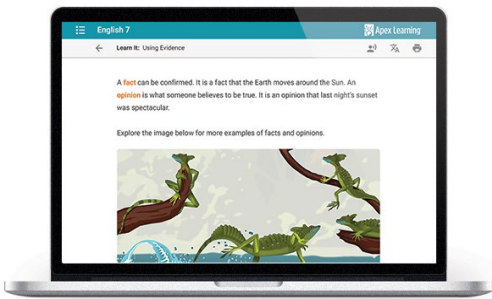 English 7
Apex Learning
Learn It: Using Evidence
A fact can be confirmed. It is a fact that the Earth moves around the Sun. An
opinion is what someone believes to be true. It is an opinion that last night's sunset
was spectacular.
Explore the image below for more examples of facts and opinions.